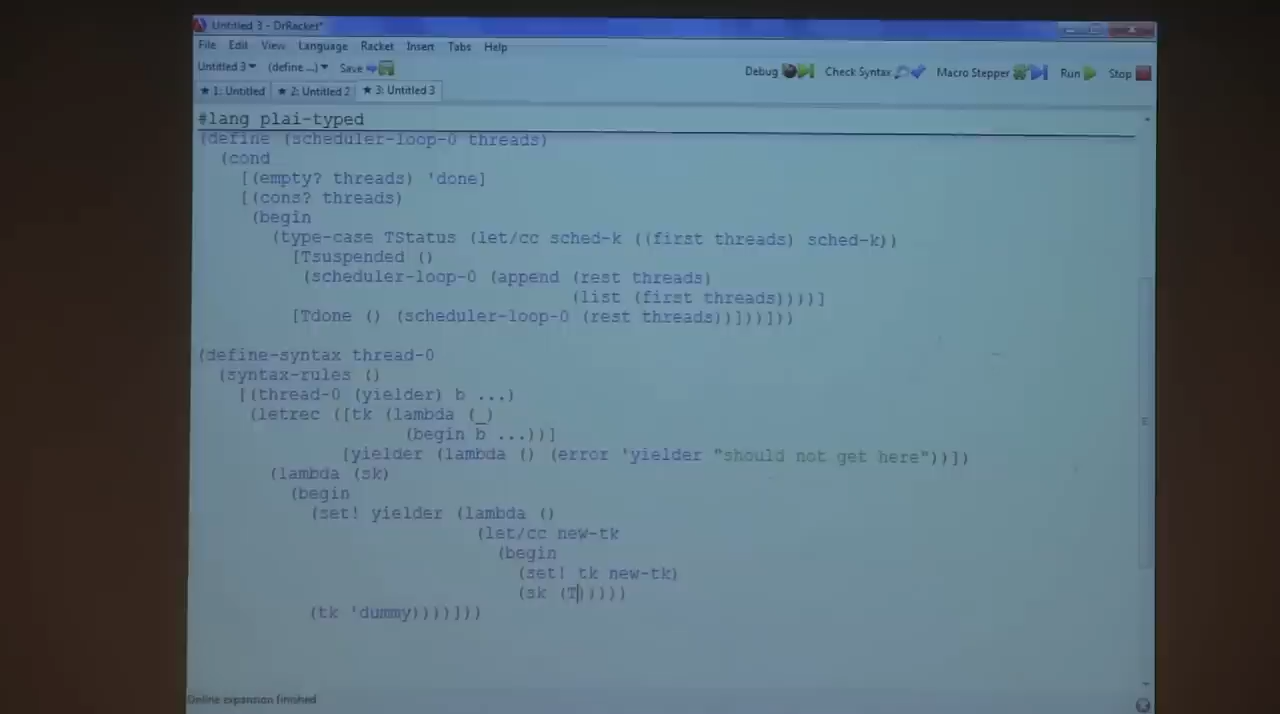 Untitled 3 - DrRacket*
File Edit View Language Racket Insert Tabs Help
Untitled 3 (define ...) Save Debug Check Syntax Macro Stepper Run Stop
★ 1: Untitled ★ 2: Untitled 2 ★ 3: Untitled 3
#lang plai-typed
(define (scheduler-loop-0 threads)
(cond
[(empty? threads) 'done]
[(cons? threads)
(begin
(type-case TStatus (let/cc sched-k ((first threads) sched-k))
[Tsuspended ()
(scheduler-loop-0 (append (rest threads)
(list (first threads))))]
[Tdone () (scheduler-loop-0 (rest threads))]))]))
(define-syntax thread-0
(syntax-rules ()
[(thread-0 (yielder) b ...)
(letrec ([tk (lambda (_)
(begin b ...))]
[yielder (lambda () (error 'yielder "should not get here"))])
(lambda (sk)
(begin
(set! yielder (lambda ()
(let/cc new-tk
(begin
(set! tk new-tk)
(sk (T)))))
(tk 'dummy))))]))
Online expansion finished